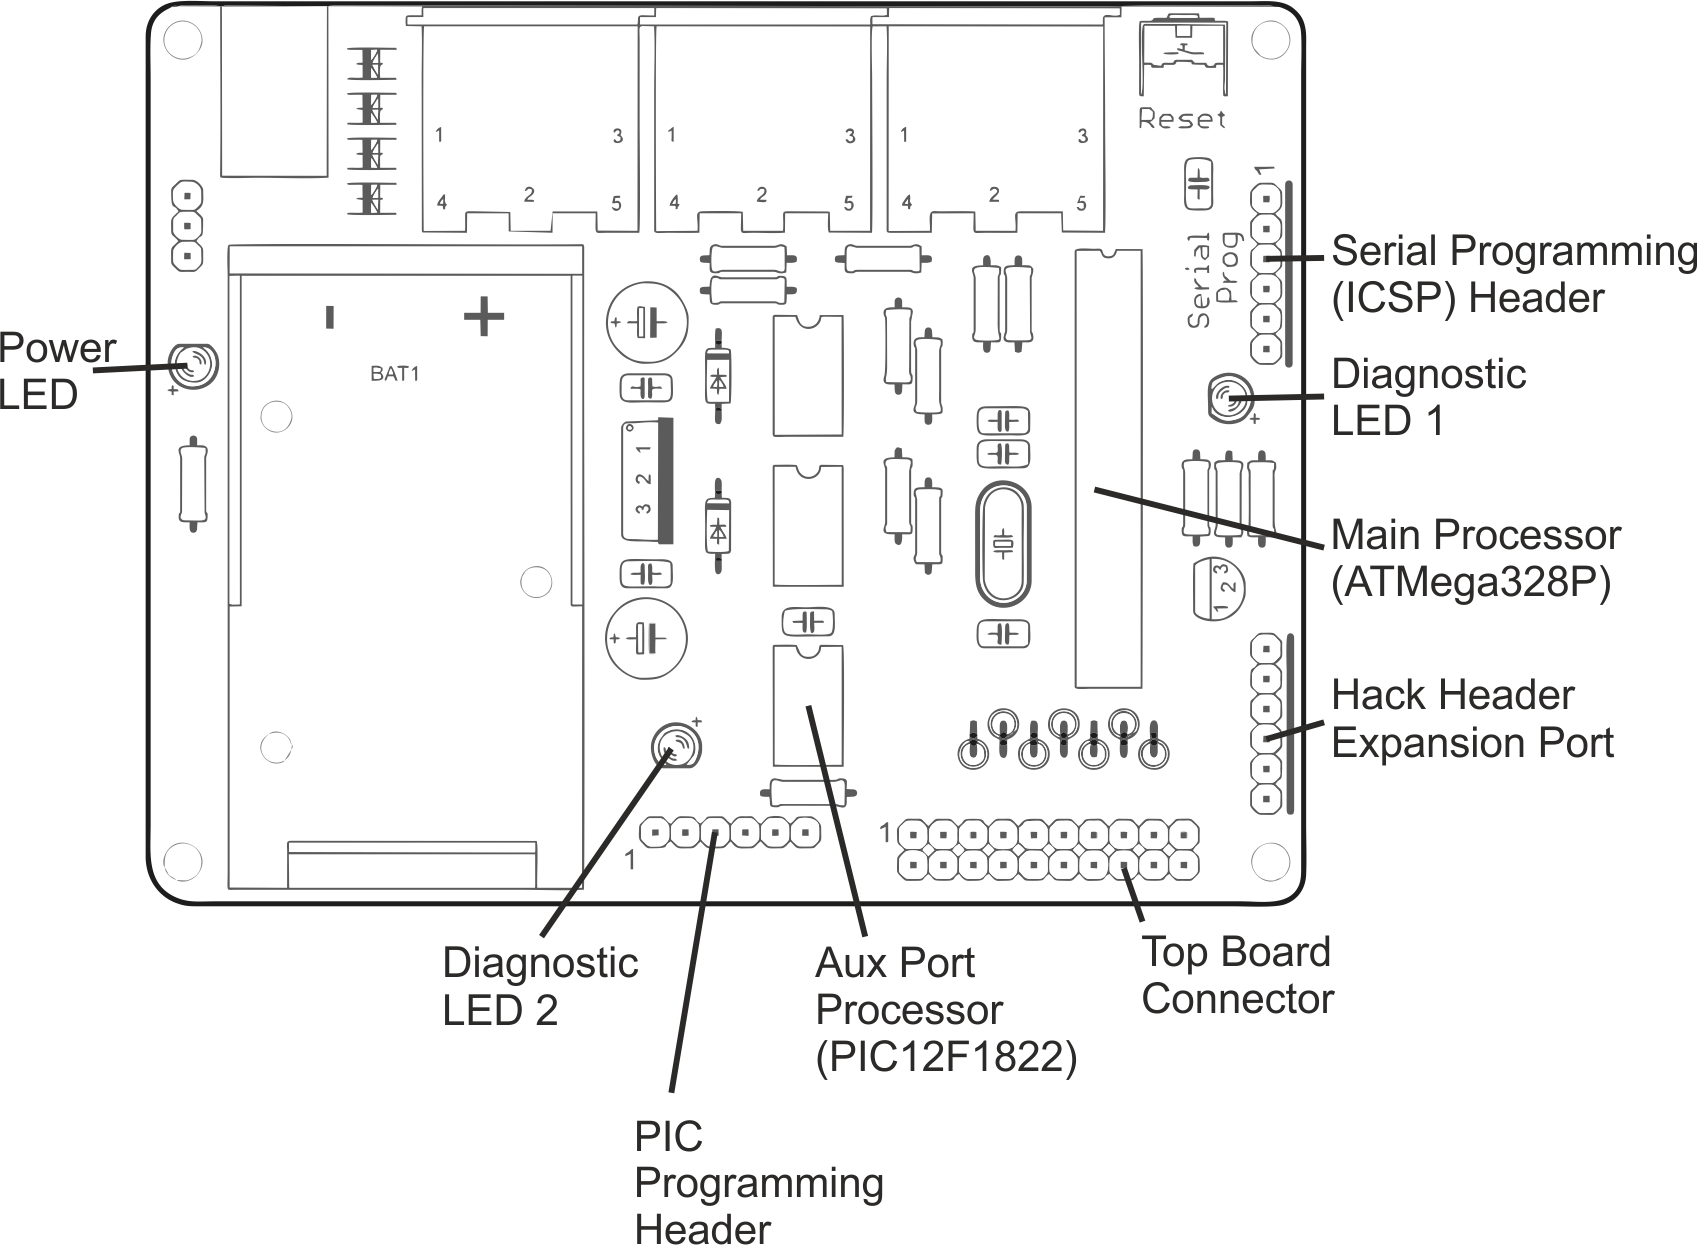 Reset
1 3 1 3 1 3
4 2 5 4 2 5 4 2 5
1
Serial
Prog
Serial Programming
(ICSP) Header
- +
BAT1
Power
LED
+
+
Diagnostic
LED 1
+
1
2
3
Main Processor
(ATMega328P)
1 2 3
+
Hack Header
Expansion Port
+
1
1
Diagnostic
LED 2
Aux Port
Processor
(PIC12F1822)
Top Board
Connector
PIC
Programming
Header